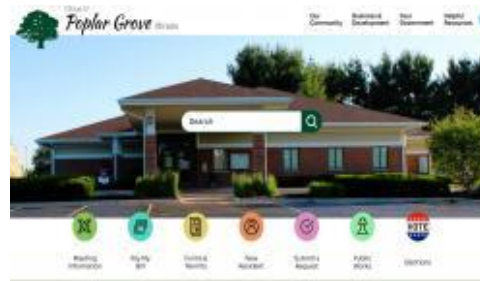 Village of
Poplar Grove Illinois
Our Community
Business & Development
Your Government
Helpful Resources
Search
Meeting Information
Pay My Bill
Forms & Permits
New Resident
Submit a Request
Public Works
VOTE
Elections